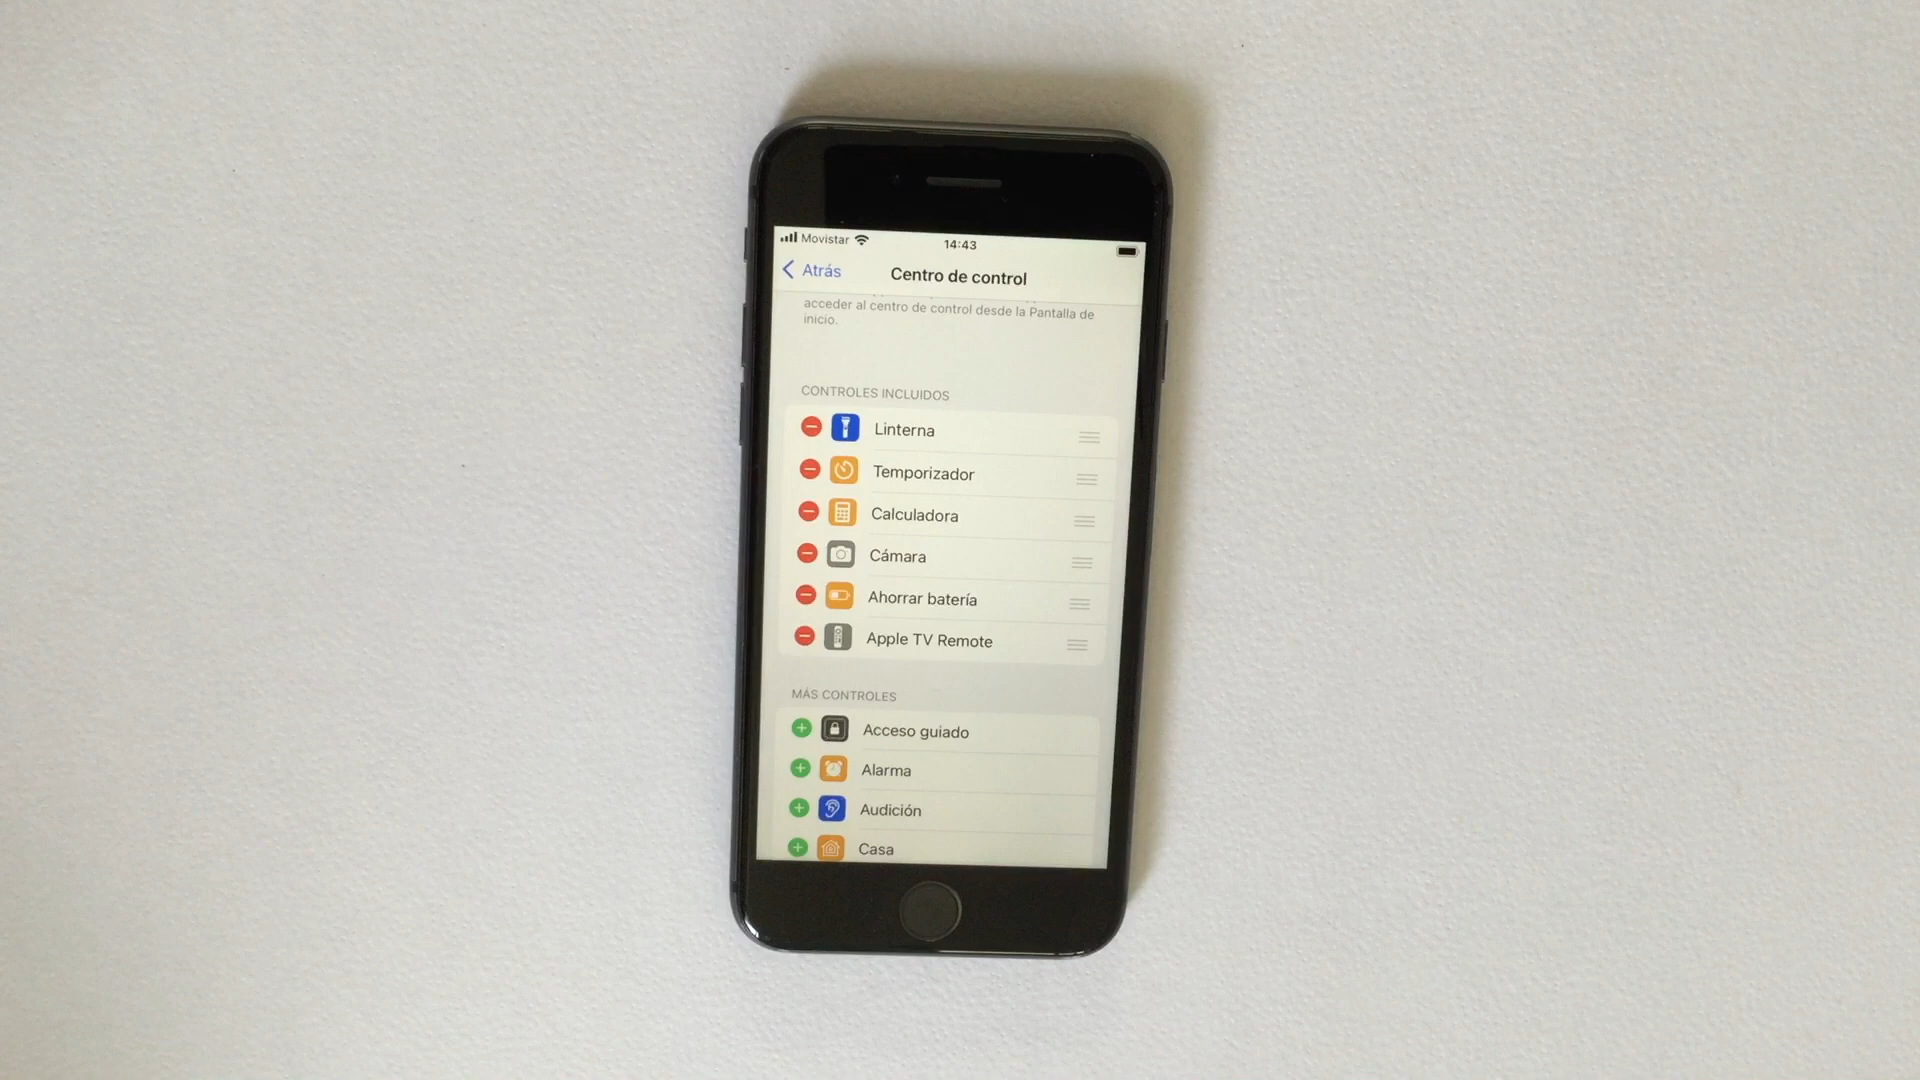 Movistar 14:43
Atrás Centro de control
acceder al centro de control desde la Pantalla de
inicio.
CONTROLES INCLUIDOS
Linterna
Temporizador
Calculadora
Cámara
Ahorrar batería
Apple TV Remote
MÁS CONTROLES
Acceso guiado
Alarma
Audición
Casa